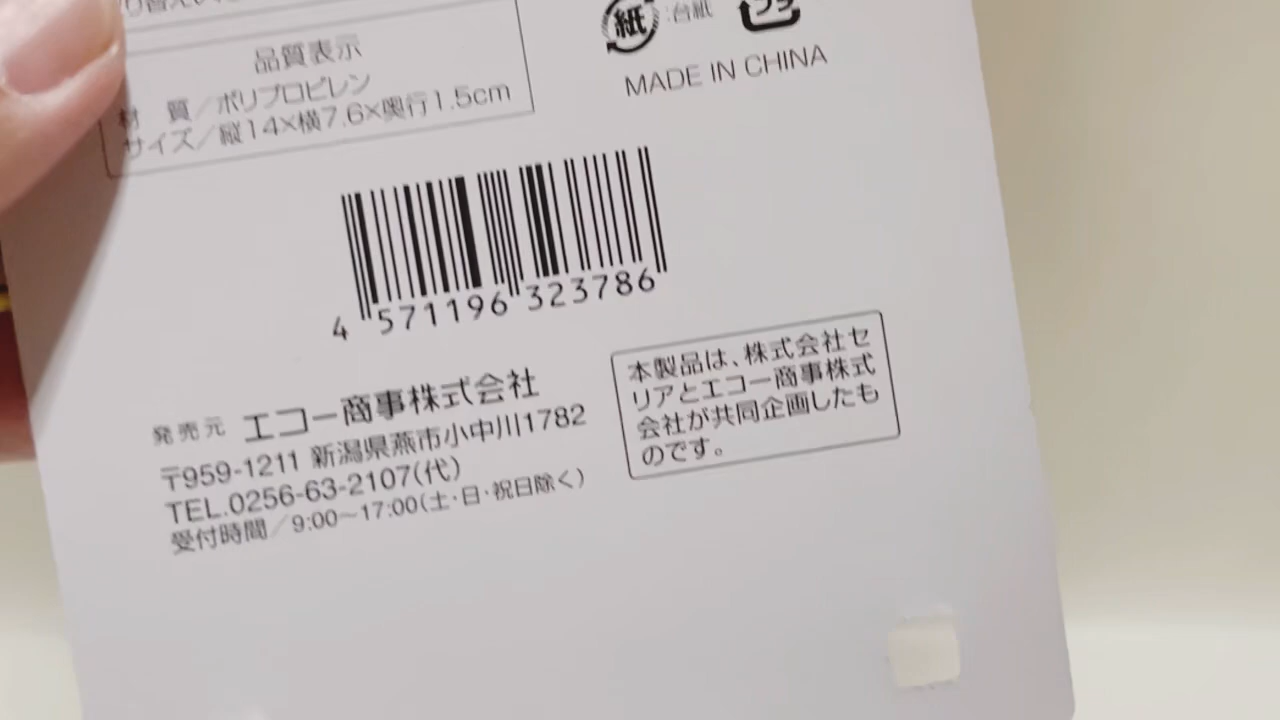 品質表示
材 質／ポリプロピレン
サイズ／縦14×横7.6×奥行1.5cm
紙:台紙
プラ
MADE IN CHINA
4 571196 323786
発売元 エコー商事株式会社
〒959-1211 新潟県燕市小中川1782
TEL.0256-63-2107(代)
受付時間／9:00～17:00(土・日・祝日除く)
本製品は、株式会社セ
リアとエコー商事株式
会社が共同企画したも
のです。